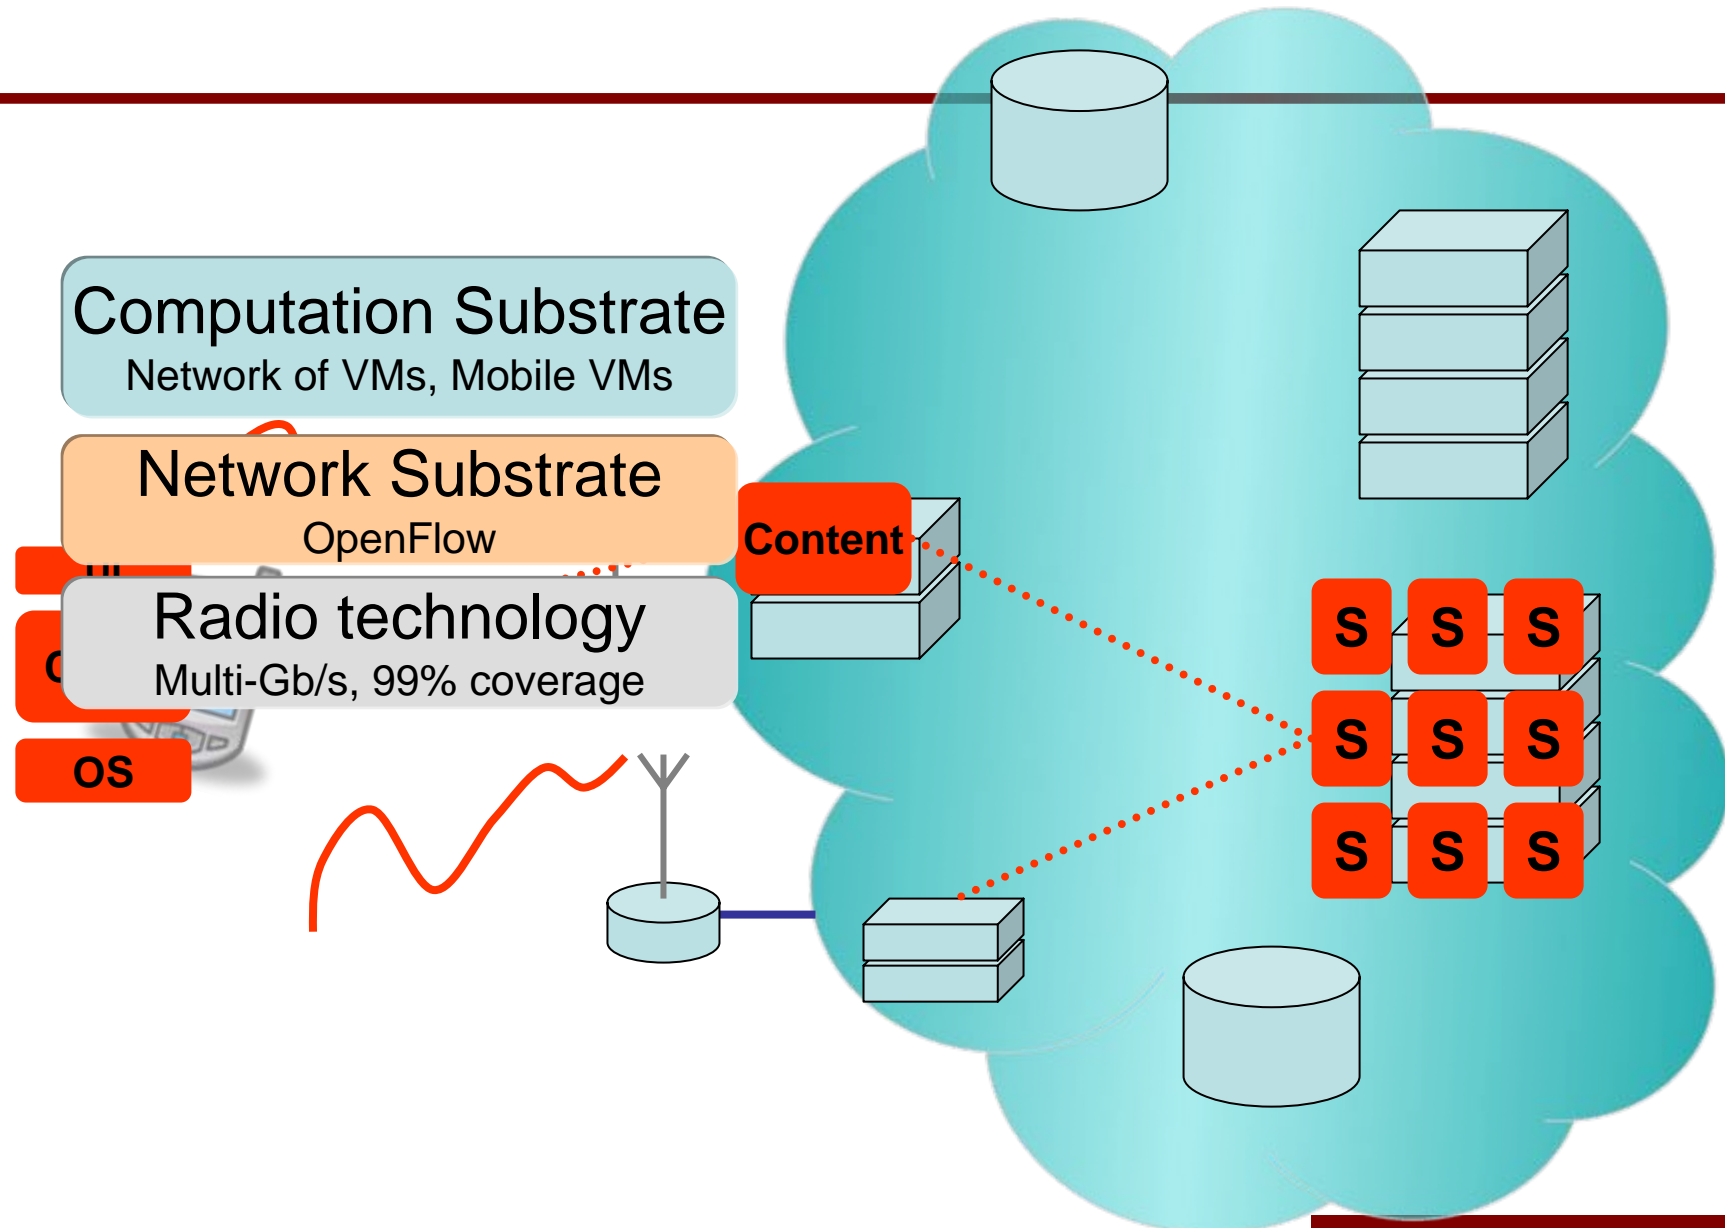 Computation Substrate
Network of VMs, Mobile VMs
Network Substrate
OpenFlow
Content
Radio technology
Multi-Gb/s, 99% coverage
OS
S S S
S S S
S S S